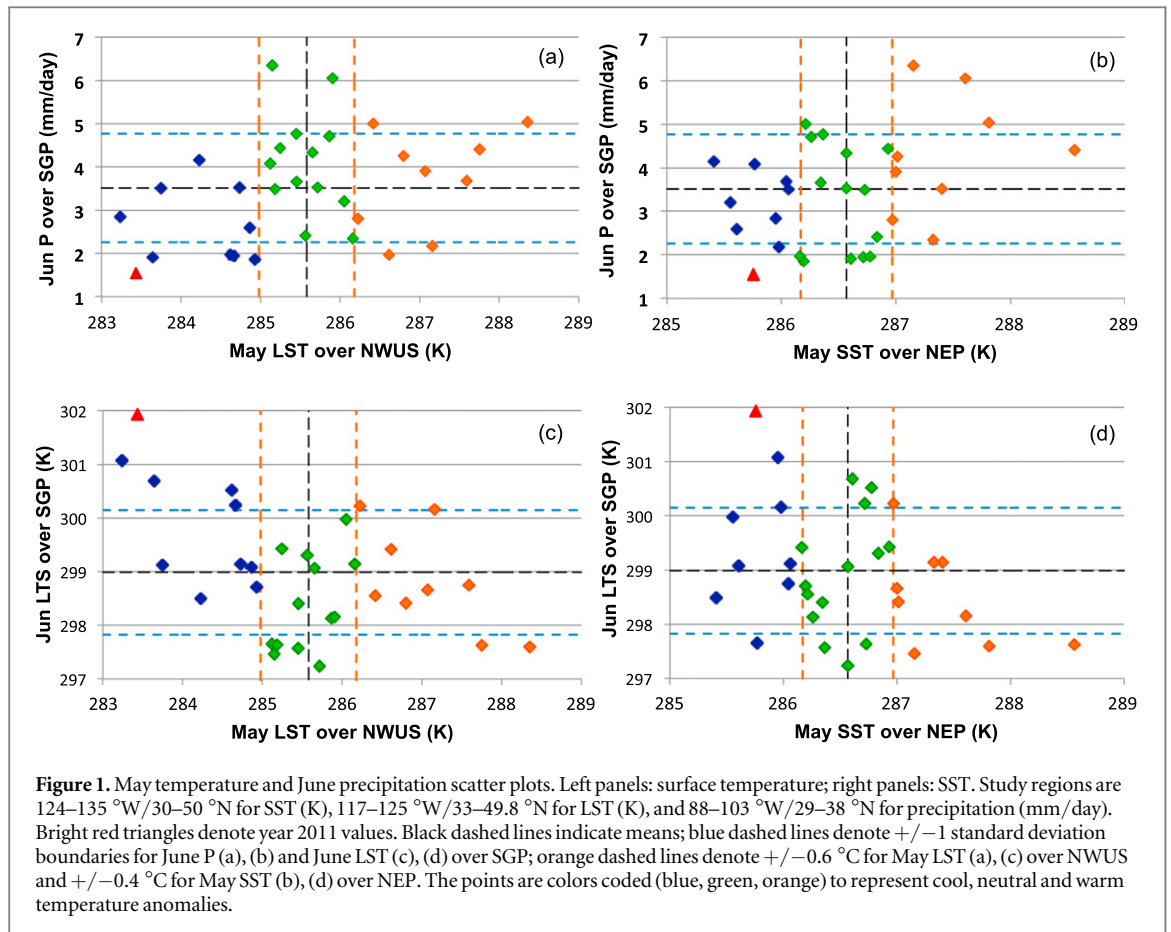 (a)
Jun P over SGP (mm/day)
7
6
5
4
3
2
1
283 284 285 286 287 288 289
May LST over NWUS (K)
(b)
Jun P over SGP (mm/day)
7
6
5
4
3
2
1
285 286 287 288 289
May SST over NEP (K)
(c)
Jun LTS over SGP (K)
302
301
300
299
298
297
283 284 285 286 287 288 289
May LST over NWUS (K)
(d)
Jun LTS over SGP (K)
302
301
300
299
298
297
285 286 287 288 289
May SST over NEP (K)
Figure 1. May temperature and June precipitation scatter plots. Left panels: surface temperature; right panels: SST. Study regions are
124–135 °W/30–50 °N for SST (K), 117–125 °W/33–49.8 °N for LST (K), and 88–103 °W/29–38 °N for precipitation (mm/day).
Bright red triangles denote year 2011 values. Black dashed lines indicate means; blue dashed lines denote +/−1 standard deviation
boundaries for June P (a), (b) and June LST (c), (d) over SGP; orange dashed lines denote +/−0.6 °C for May LST (a), (c) over NWUS
and +/−0.4 °C for May SST (b), (d) over NEP. The points are colors coded (blue, green, orange) to represent cool, neutral and warm
temperature anomalies.